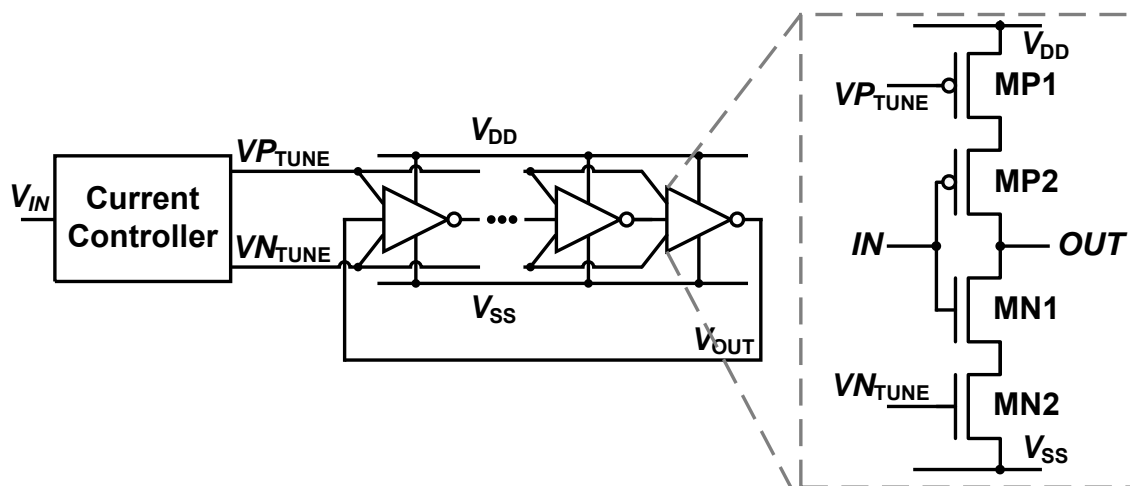 V_DD
MP1
VP_TUNE
V_DD
VP_TUNE
V_IN
Current
Controller
MP2
IN
OUT
VN_TUNE
V_SS
MN1
V_OUT
VN_TUNE
MN2
V_SS